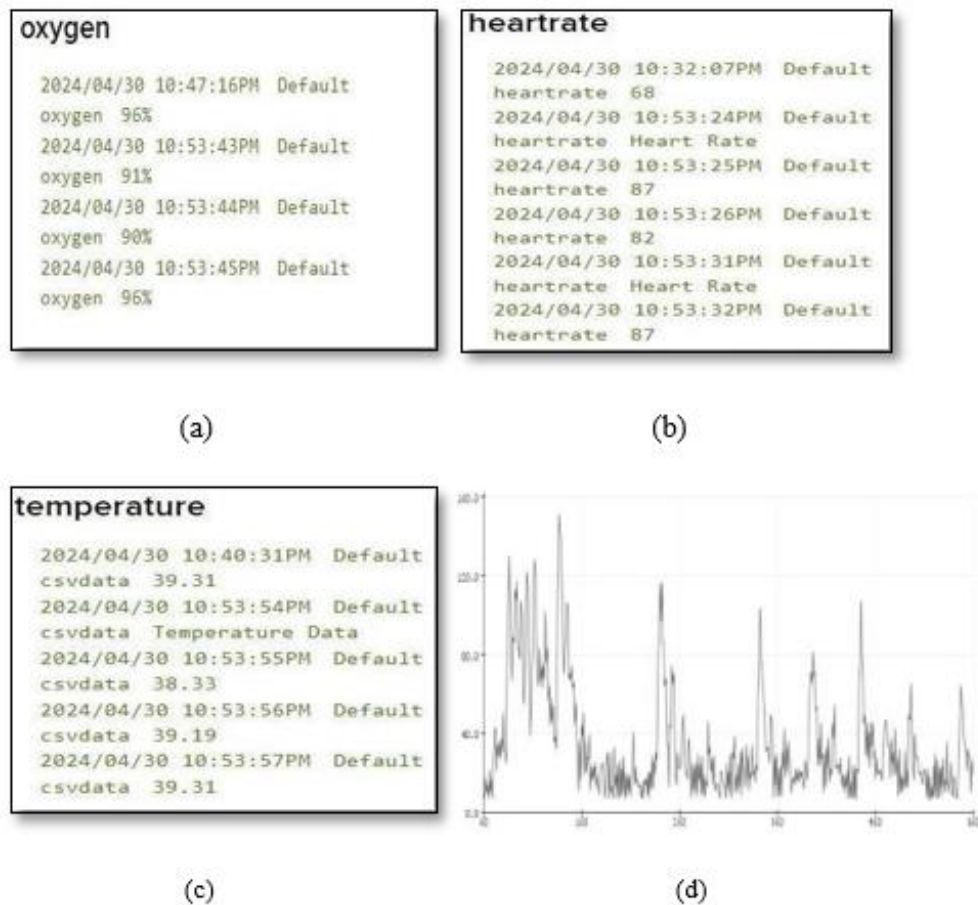 oxygen
2024/04/30 10:47:16PM Default
oxygen 96%
2024/04/30 10:53:43PM Default
oxygen 91%
2024/04/30 10:53:44PM Default
oxygen 90%
2024/04/30 10:53:45PM Default
oxygen 96%
heartrate
2024/04/30 10:32:07PM Default
heartrate 68
2024/04/30 10:53:24PM Default
heartrate Heart Rate
2024/04/30 10:53:25PM Default
heartrate 87
2024/04/30 10:53:26PM Default
heartrate 82
2024/04/30 10:53:31PM Default
heartrate Heart Rate
2024/04/30 10:53:32PM Default
heartrate 87
(a)
(b)
temperature
2024/04/30 10:40:31PM Default
csvdata 39.31
2024/04/30 10:53:54PM Default
csvdata Temperature Data
2024/04/30 10:53:55PM Default
csvdata 38.33
2024/04/30 10:53:56PM Default
csvdata 39.19
2024/04/30 10:53:57PM Default
csvdata 39.31
(c)
(d)